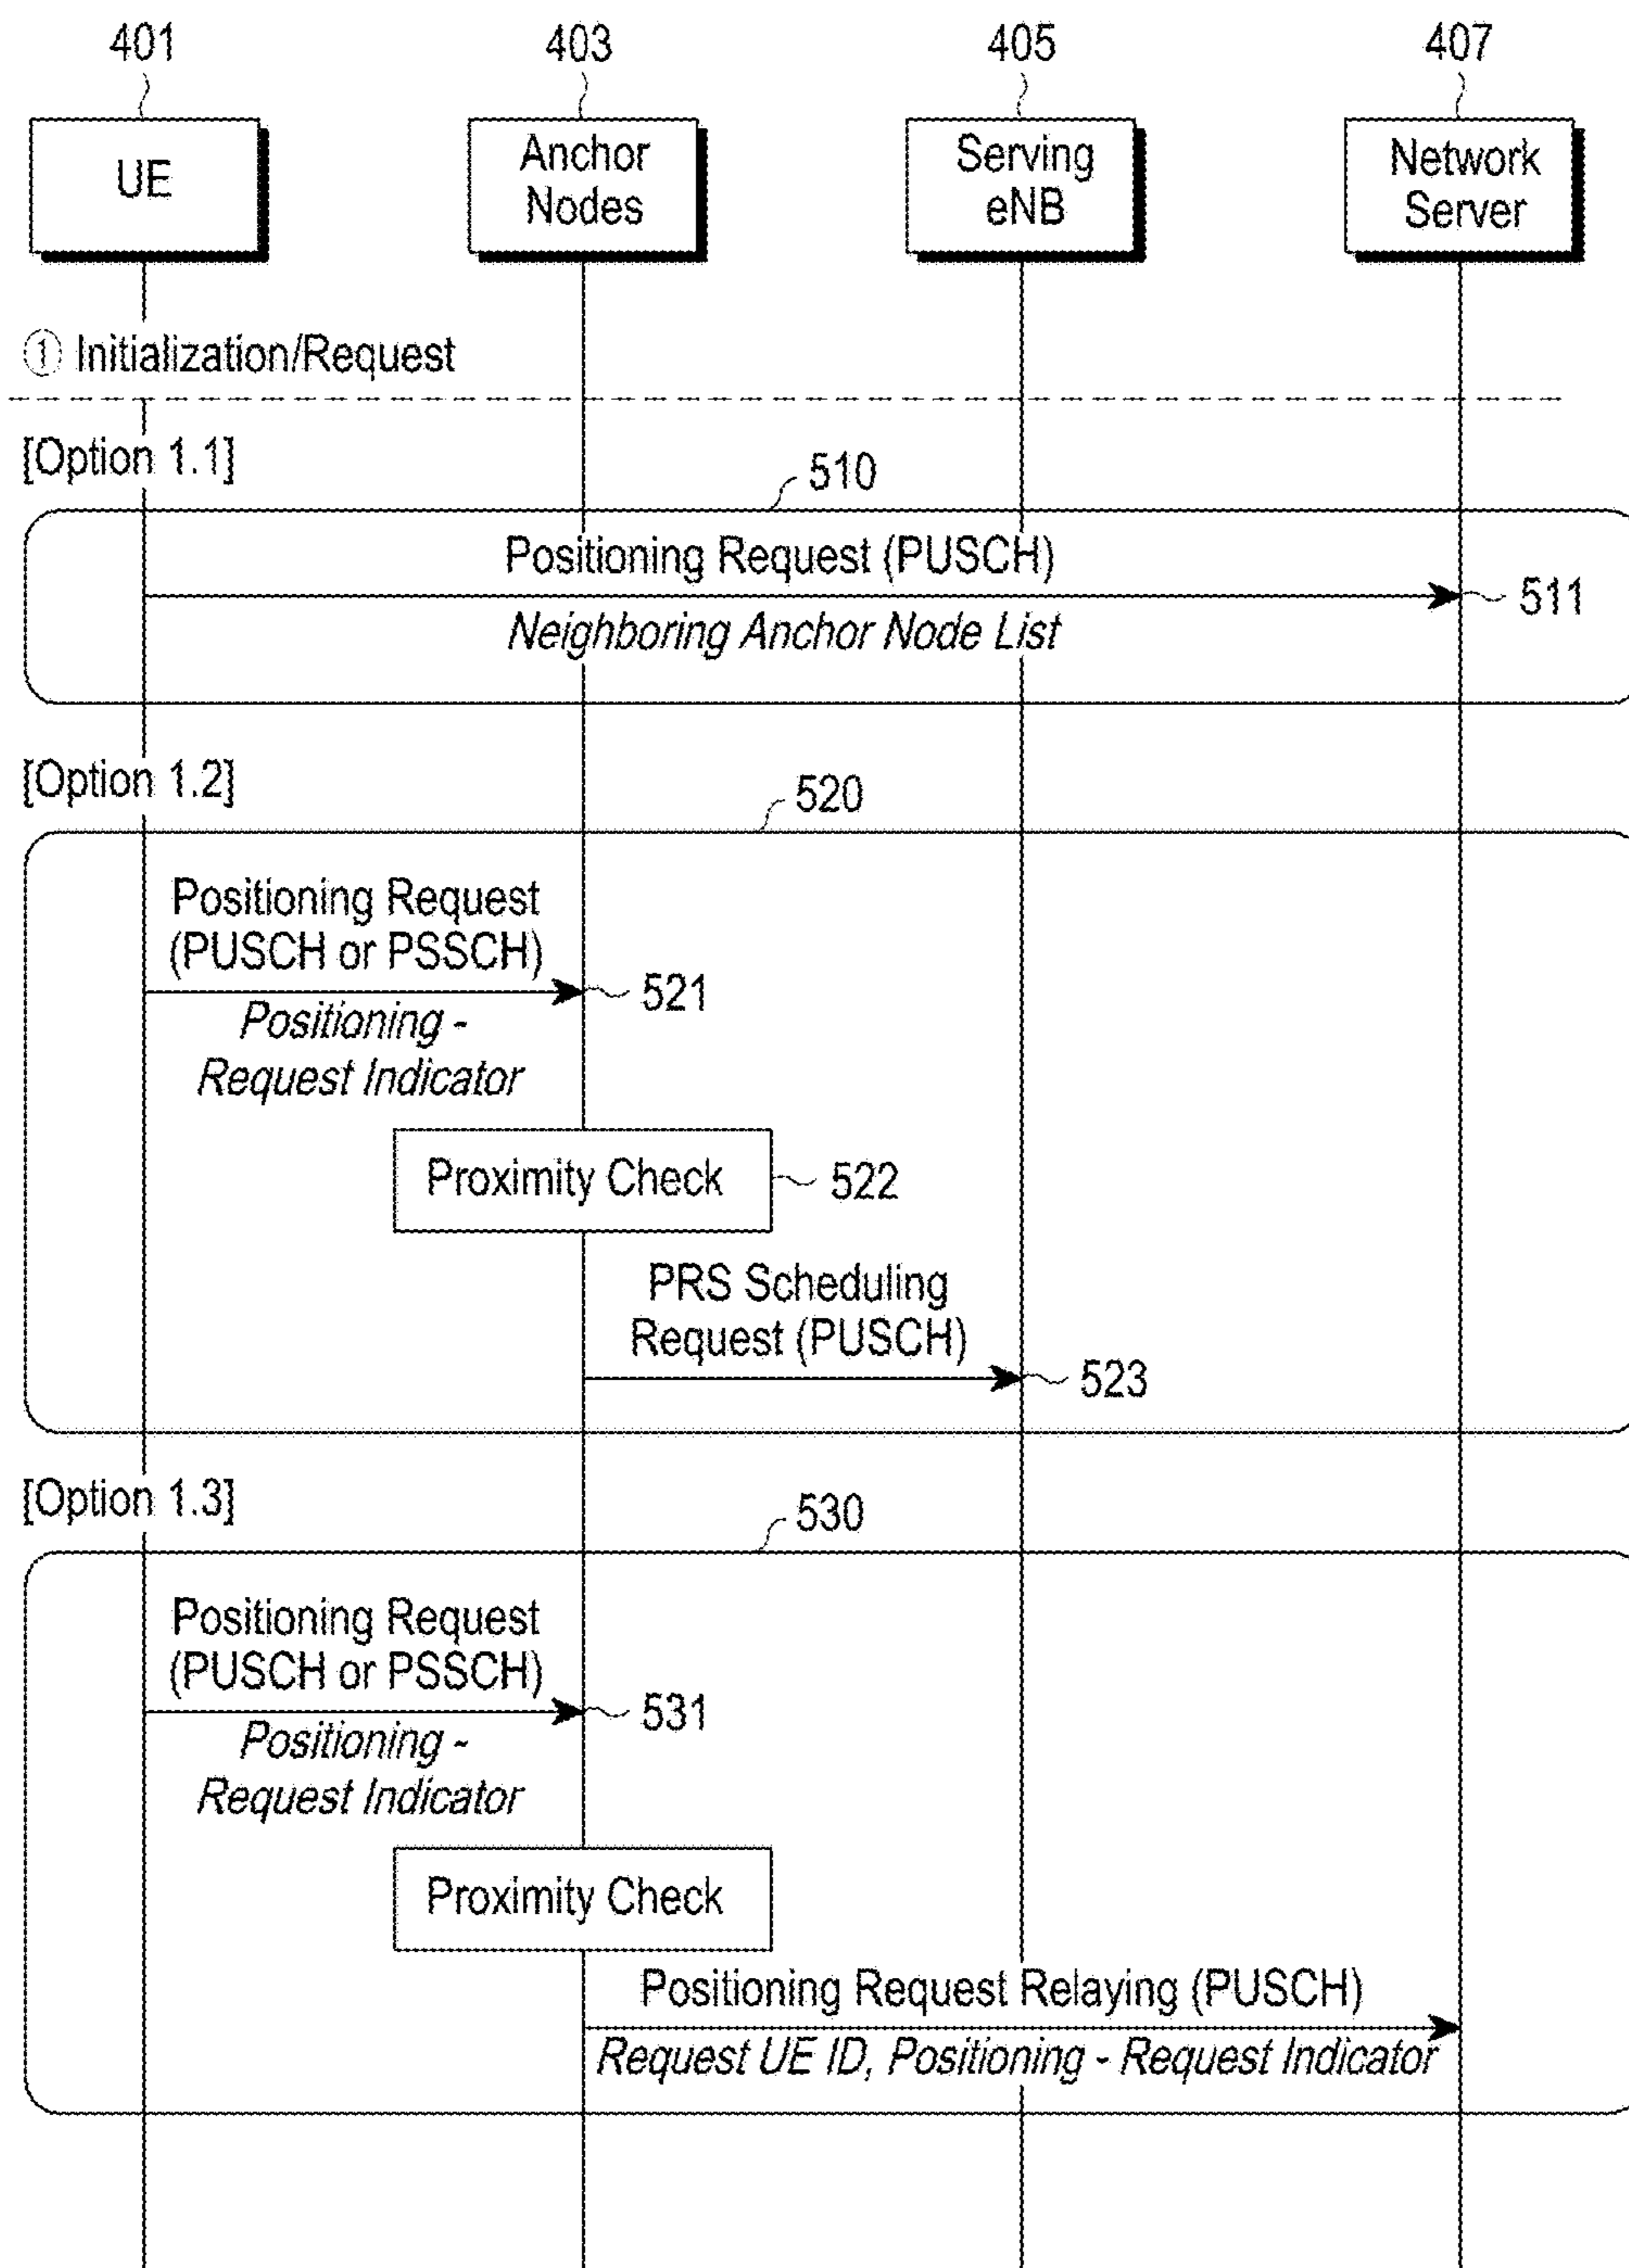 401
403
405
407
UE
Anchor
Nodes
Serving
eNB
Network
Server
① Initialization/Request
[Option 1.1]
510
Positioning Request (PUSCH)
511
Neighboring Anchor Node List
[Option 1.2]
520
Positioning Request
(PUSCH or PSSCH)
521
Positioning -
Request Indicator
Proximity Check
522
PRS Scheduling
Request (PUSCH)
523
[Option 1.3]
530
Positioning Request
(PUSCH or PSSCH)
531
Positioning -
Request Indicator
Proximity Check
Positioning Request Relaying (PUSCH)
Request UE ID, Positioning - Request Indicator